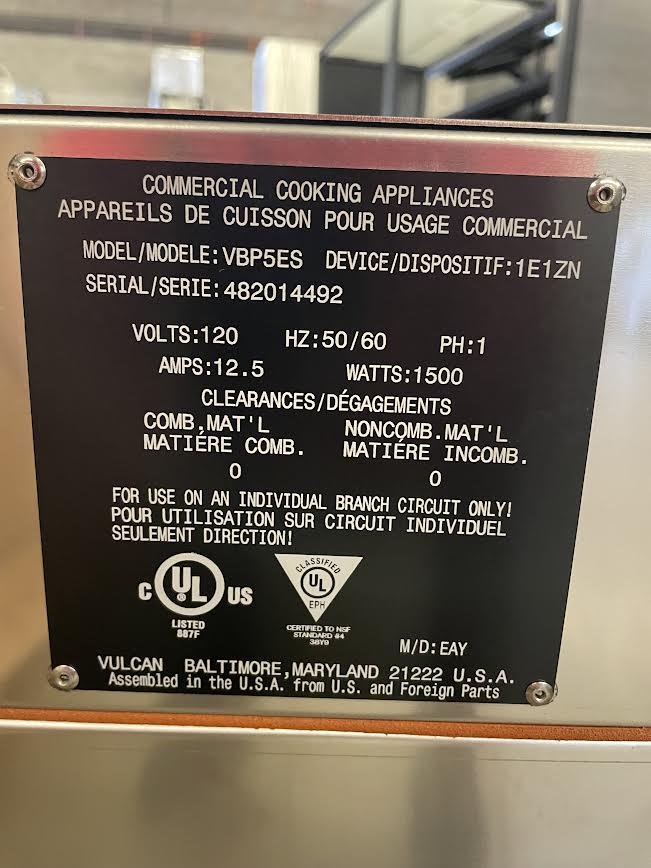 COMMERCIAL COOKING APPLIANCES
APPAREILS DE CUISSON POUR USAGE COMMERCIAL
MODEL/MODELE:VBP5ES DEVICE/DISPOSITIF:1E1ZN
SERIAL/SERIE:482014492
VOLTS:120 HZ:50/60 PH:1
AMPS:12.5 WATTS:1500
CLEARANCES/DÉGAGEMENTS
COMB.MAT'L NONCOMB.MAT'L
MATIÉRE COMB. MATIÉRE INCOMB.
0 0
FOR USE ON AN INDIVIDUAL BRANCH CIRCUIT ONLY!
POUR UTILISATION SUR CIRCUIT INDIVIDUEL
SEULEMENT DIRECTION!
C UL ® US
LISTED
887F
CLASSIFIED
UL
EPH
CERTIFIED TO NSF
STANDARD #4
38Y9
M/D:EAY
VULCAN BALTIMORE,MARYLAND 21222 U.S.A.
Assembled in the U.S.A. from U.S. and Foreign Parts